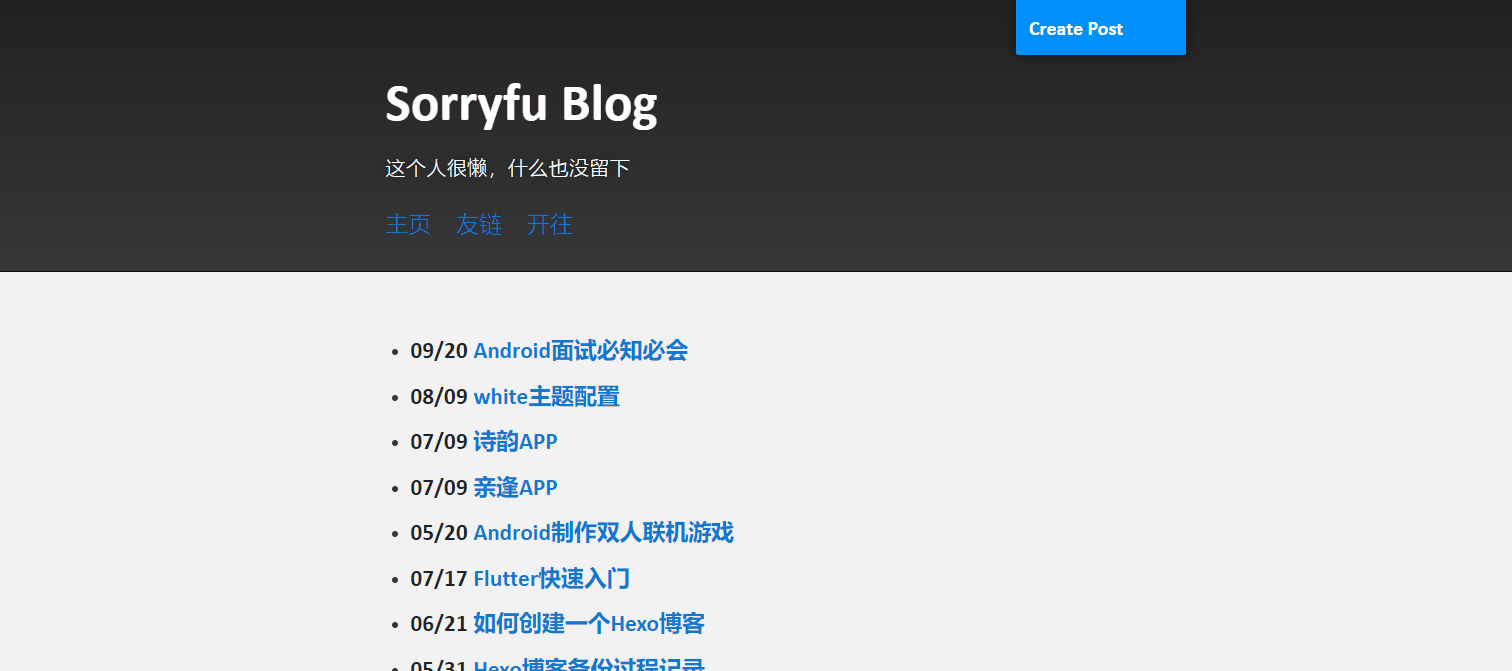 Create Post
Sorryfu Blog
这个人很懒，什么也没留下
主页 友链 开往
09/20 Android面试必知必会
08/09 white主题配置
07/09 诗韵APP
07/09 亲逢APP
05/20 Android制作双人联机游戏
07/17 Flutter快速入门
06/21 如何创建一个Hexo博客
05/31 Hexo博客备份过程记录